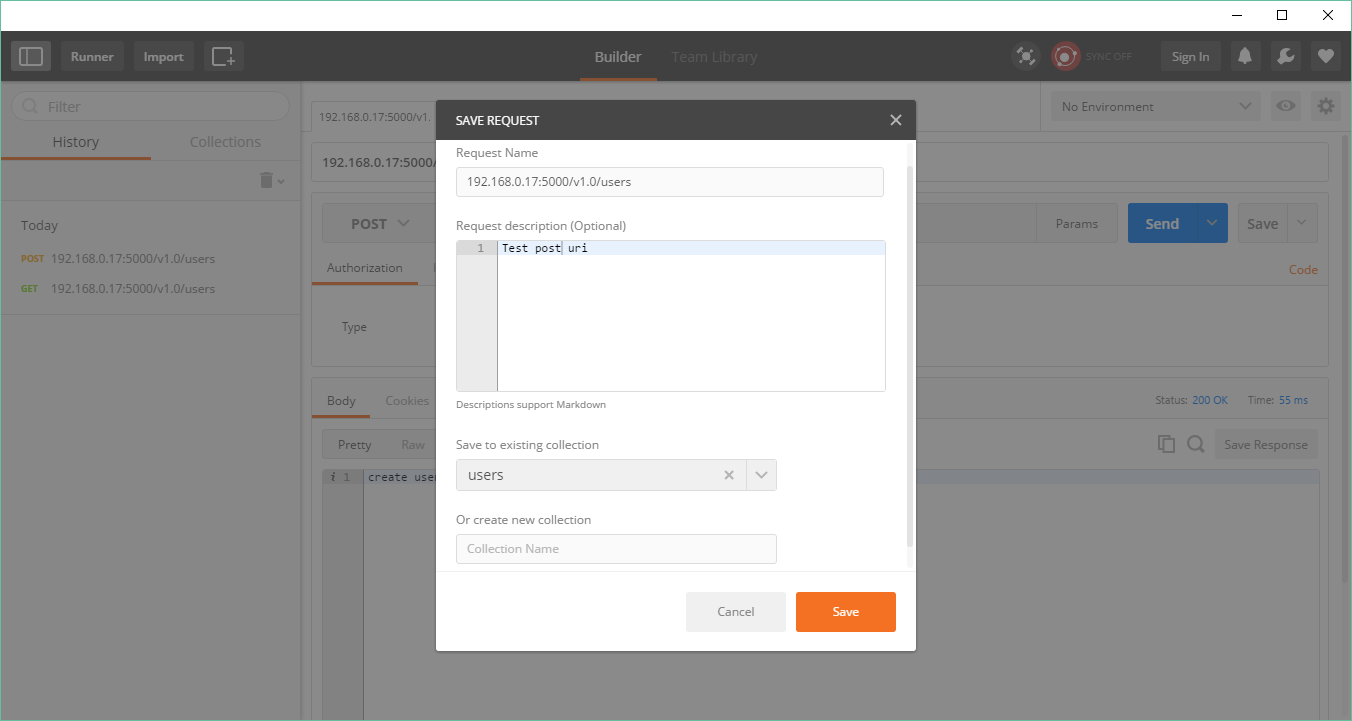 Runner
Import
Builder
Team Library
SYNC OFF
Sign In
Filter
History
Collections
Today
POST 192.168.0.17:5000/v1.0/users
GET 192.168.0.17:5000/v1.0/users
192.168.0.17:5000/v1.
No Environment
192.168.0.17:5000/
POST
Params
Send
Save
Authorization
Code
Type
Body
Cookies
Status: 200 OK
Time: 55 ms
Pretty
Raw
Save Response
i 1 create use
SAVE REQUEST
Request Name
192.168.0.17:5000/v1.0/users
Request description (Optional)
1 Test post uri
Descriptions support Markdown
Save to existing collection
users
Or create new collection
Collection Name
Cancel
Save